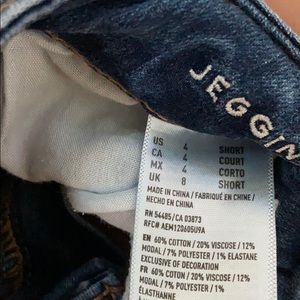 JEGGIN
US 4 SHORT
CA 4 COURT
MX 4 CORTO
UK 8 SHORT
MADE IN CHINA / FABRIQUÉ EN CHINE /
HECHO EN CHINA
RN 54485/CA 03873
RFC# AEM120605U9A
EN 60% COTTON / 20% VISCOSE / 12%
MODAL / 7% POLYESTER / 1% ELASTANE
EXCLUSIVE OF DECORATION
FR 60% COTON / 20% VISCOSE / 12%
MODAL / 7% POLYESTER / 1%
ÉLASTHANNE